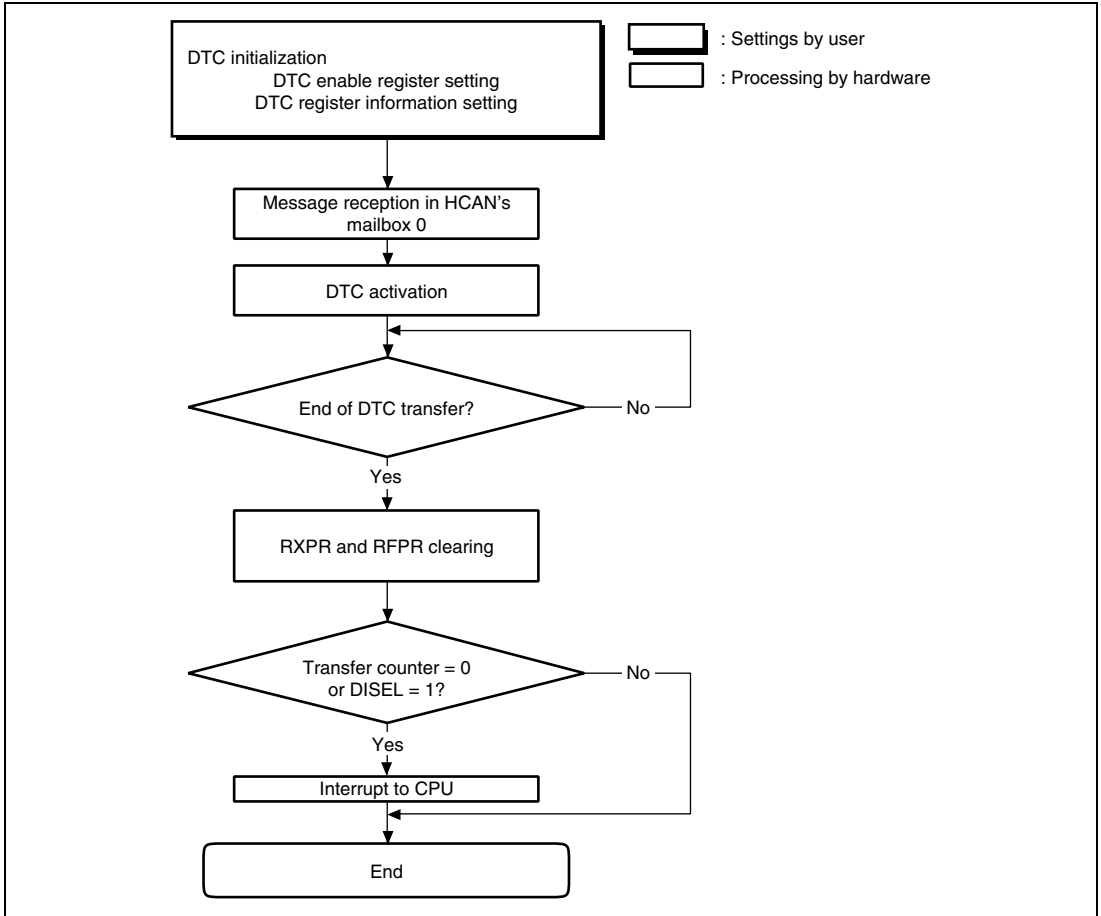 DTC initialization
DTC enable register setting
DTC register information setting
: Settings by user
: Processing by hardware
Message reception in HCAN's
mailbox 0
DTC activation
End of DTC transfer?
No
Yes
RXPR and RFPR clearing
Transfer counter = 0
or DISEL = 1?
No
Yes
Interrupt to CPU
End